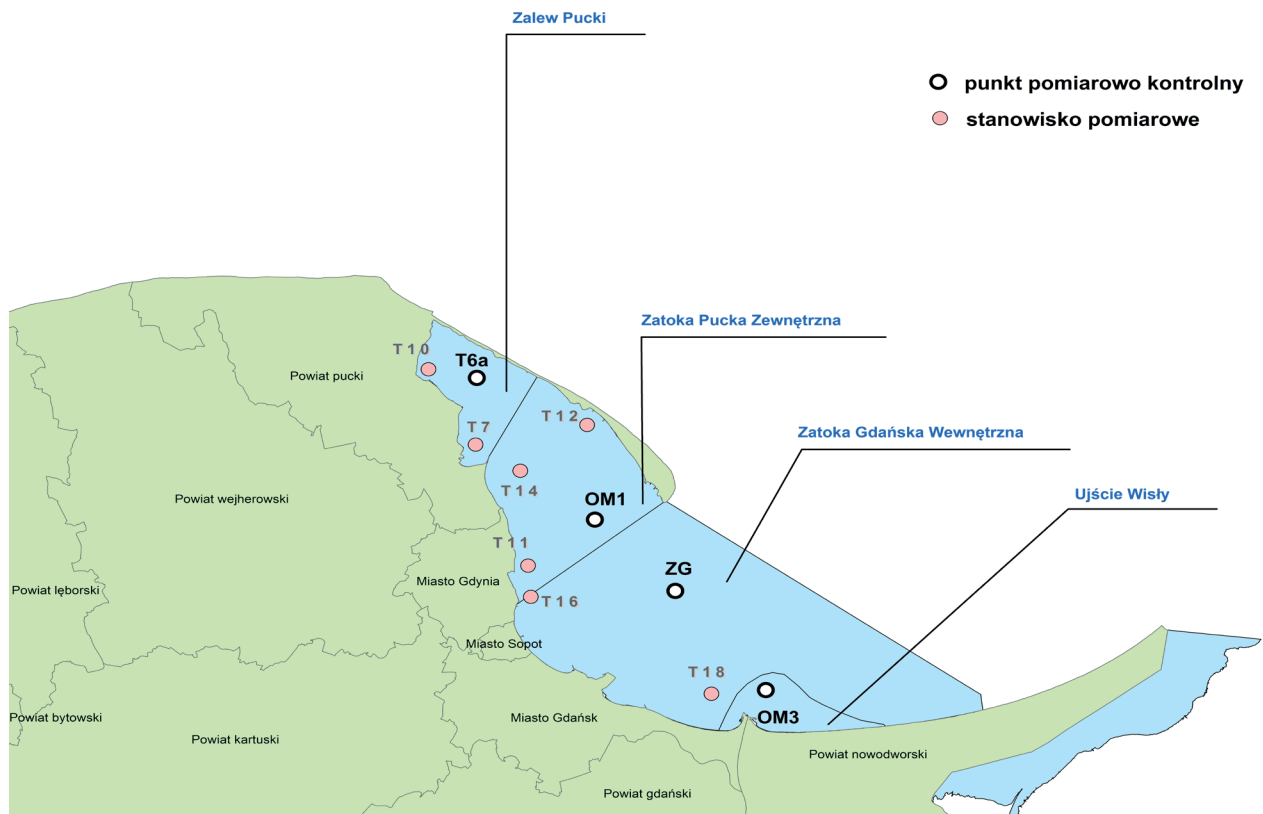 Zalew Pucki
punkt pomiarowo kontrolny
stanowisko pomiarowe
Zatoka Pucka Zewnętrzna
T10
T6a
Powiat pucki
T12
T7
Zatoka Gdańska Wewnętrzna
T14
Powiat wejherowski
OM1
Ujście Wisły
T11
ZG
Miasto Gdynia
Powiat lęborski
T16
Miasto Sopot
T18
Powiat bytowski
Miasto Gdańsk
OM3
Powiat kartuski
Powiat nowodworski
Powiat gdański